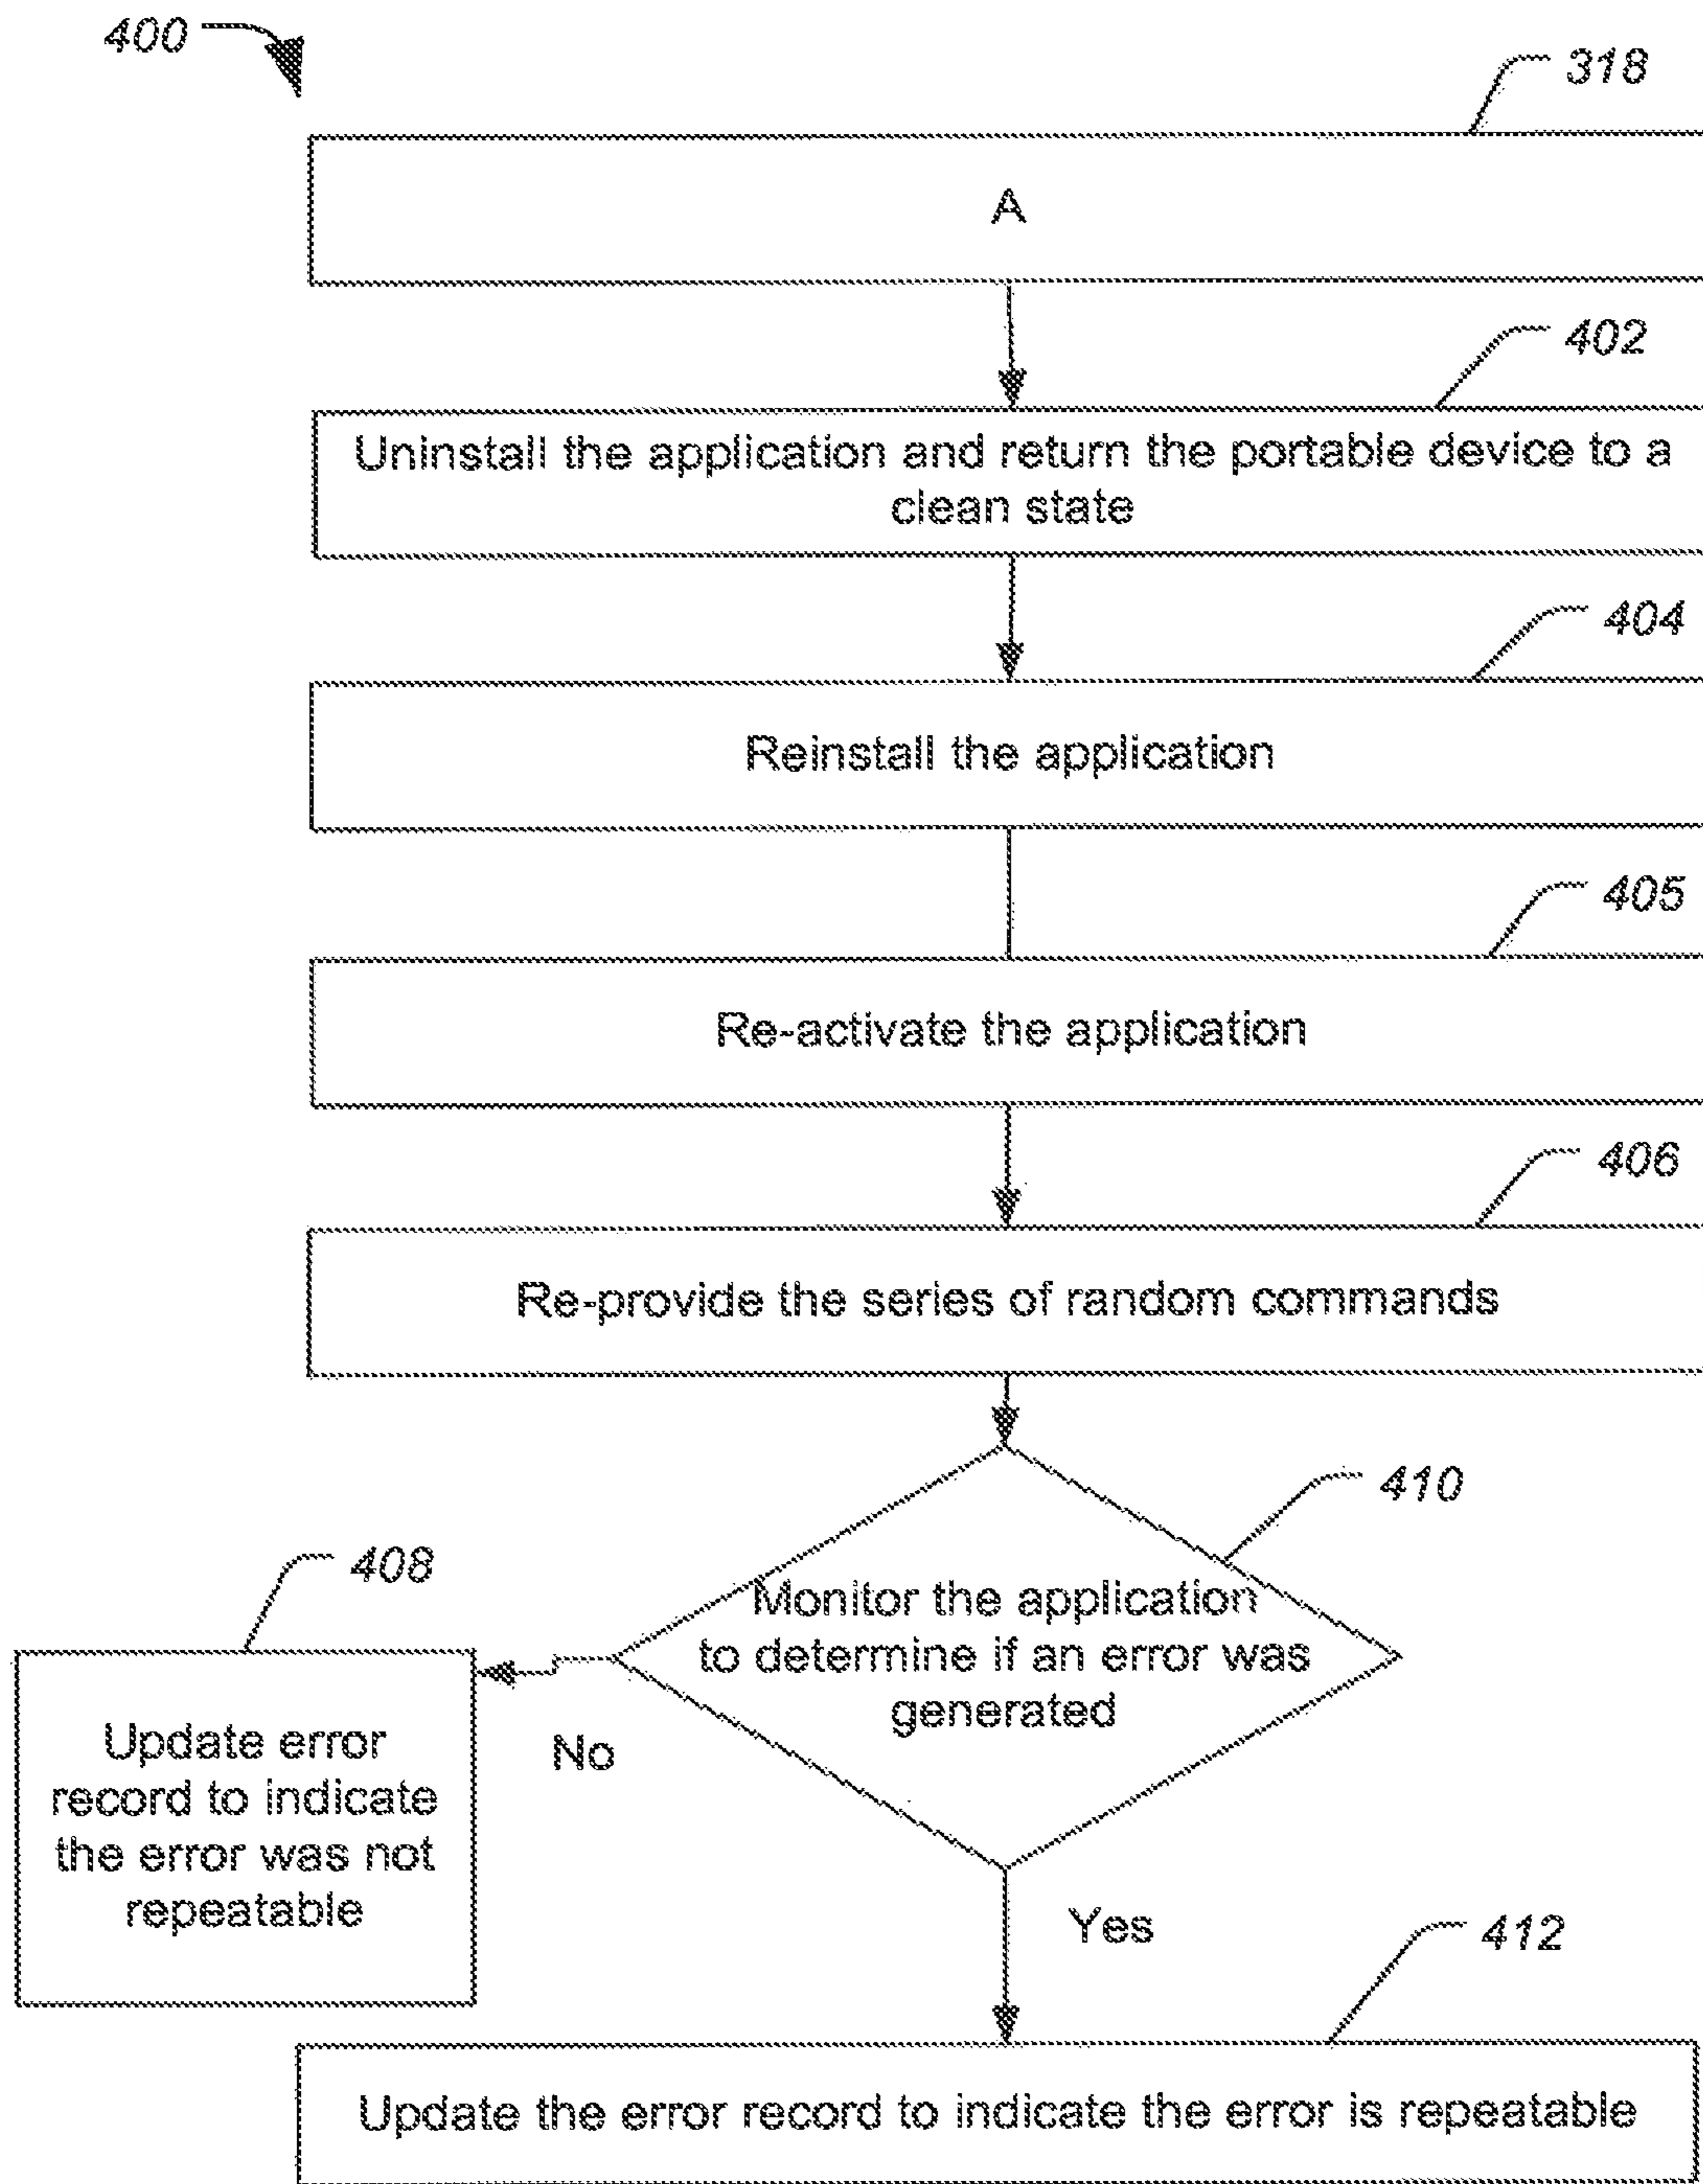 400
318
A
402
Uninstall the application and return the portable device to a
clean state
404
Reinstall the application
405
Re-activate the application
406
Re-provide the series of random commands
410
Monitor the application
to determine if an error was
generated
408
Update error
record to indicate
the error was not
repeatable
No
Yes
412
Update the error record to indicate the error is repeatable